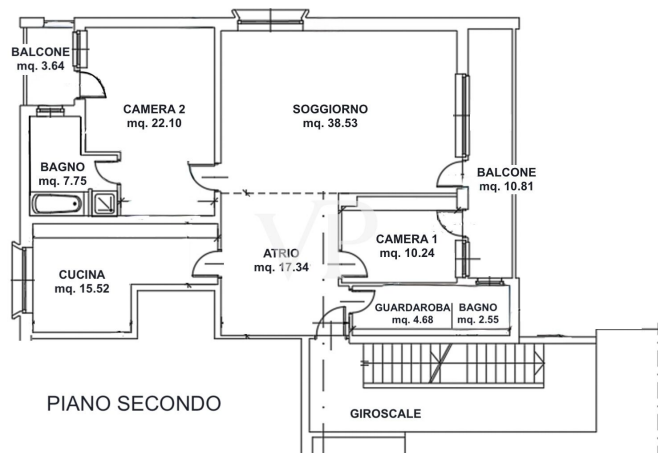 BALCONE
mq. 3.64
CAMERA 2
mq. 22.10
SOGGIORNO
mq. 38.53
BAGNO
mq. 7.75
BALCONE
mq. 10.81
VP
ATRIO
mq. 17.34
CAMERA 1
mq. 10.24
CUCINA
mq. 15.52
GUARDAROBA
mq. 4.68
BAGNO
mq. 2.55
PIANO SECONDO
GIROSCALE